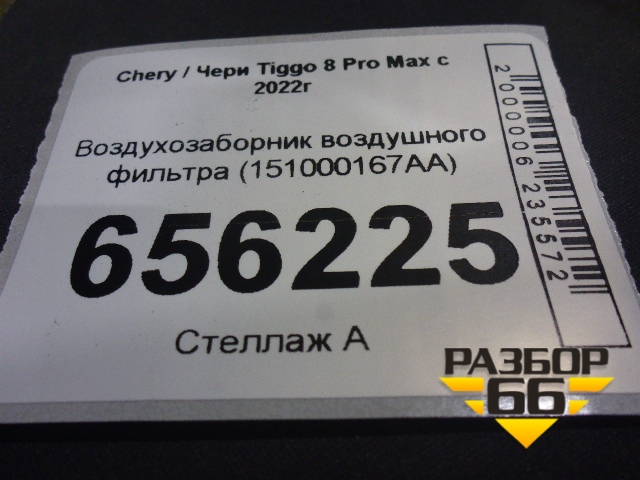 Chery / Чери Tiggo 8 Pro Max с
2022г
Воздухозаборник воздушного
фильтра (151000167AA)
656225
Стеллаж А
2000006235572
РАЗБОР
66